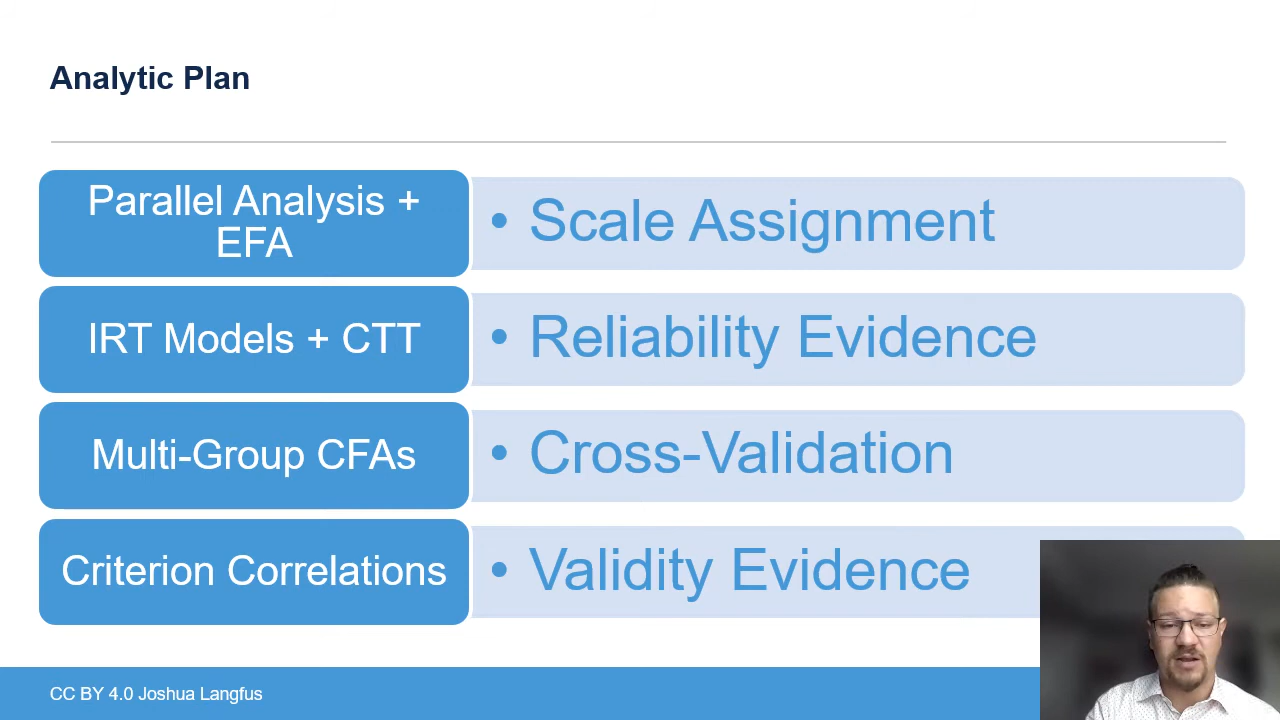 Analytic Plan
Parallel Analysis +
EFA
• Scale Assignment
IRT Models + CTT
• Reliability Evidence
Multi-Group CFAs
• Cross-Validation
Criterion Correlations
• Validity Evidence
CC BY 4.0 Joshua Langfus